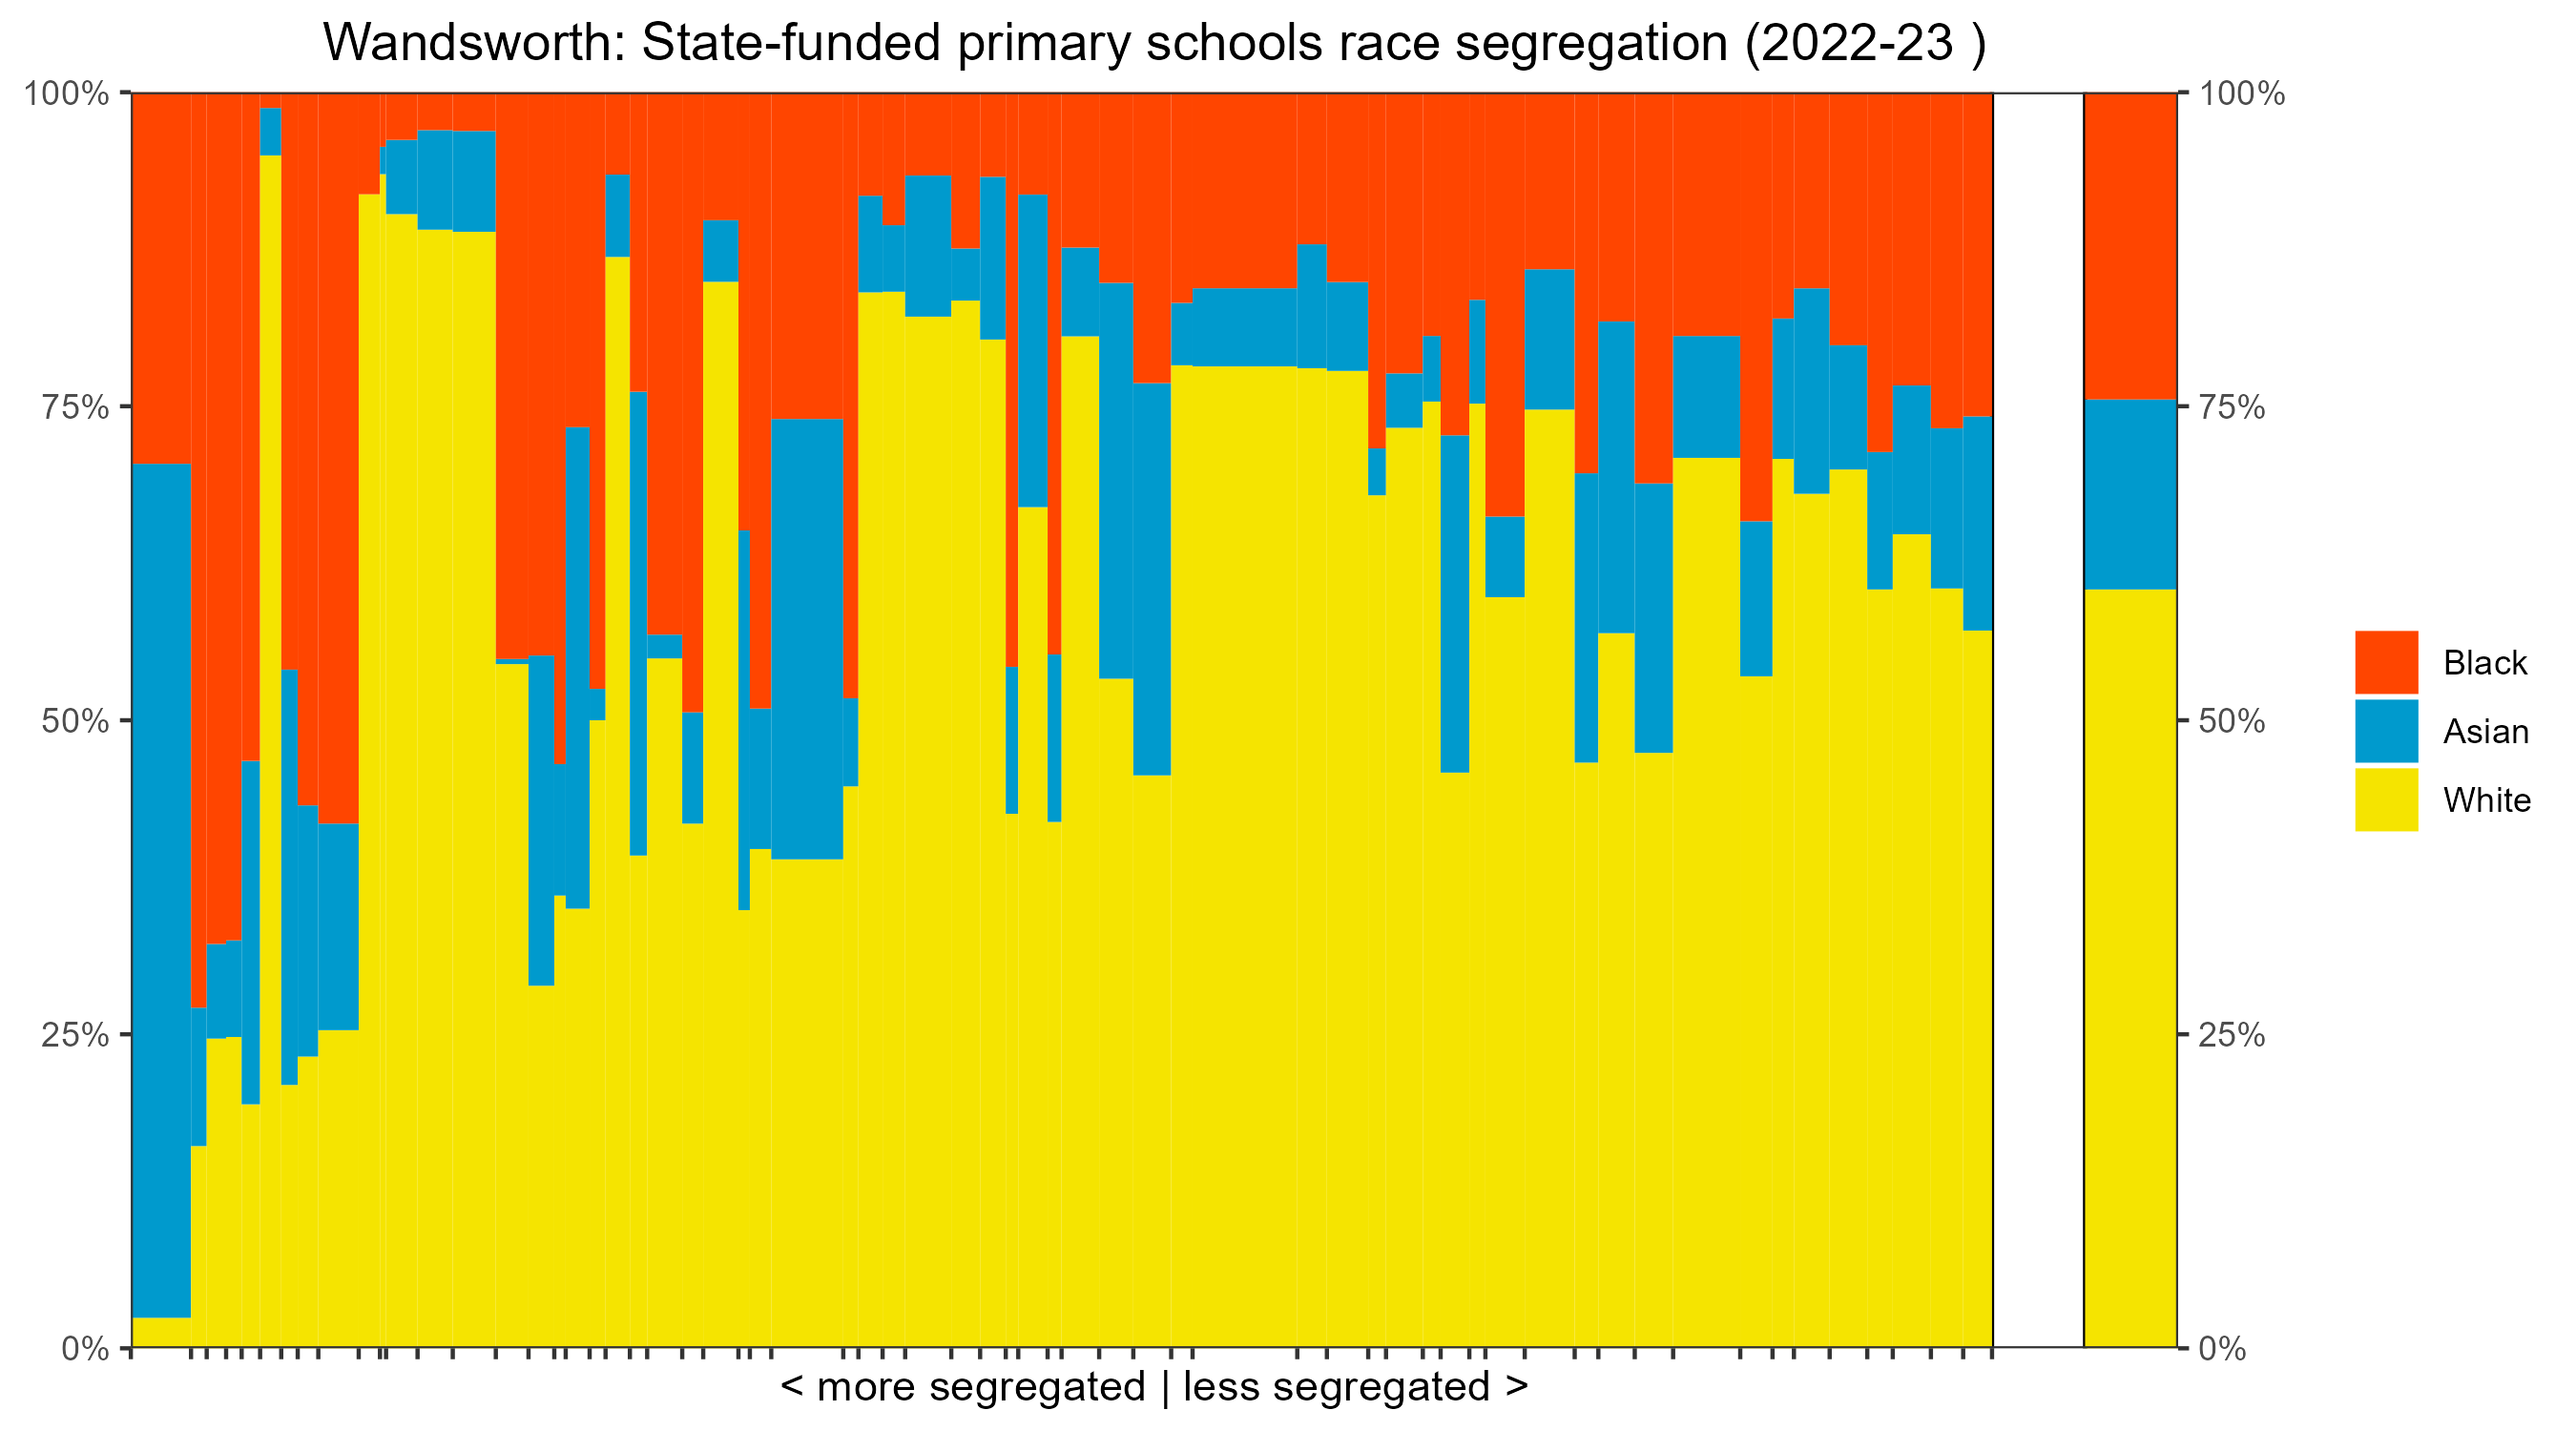 Wandsworth: State-funded primary schools race segregation (2022-23 )
100%
75%
50%
25%
0%
100%
75%
50%
25%
0%
Black
Asian
White
< more segregated | less segregated >